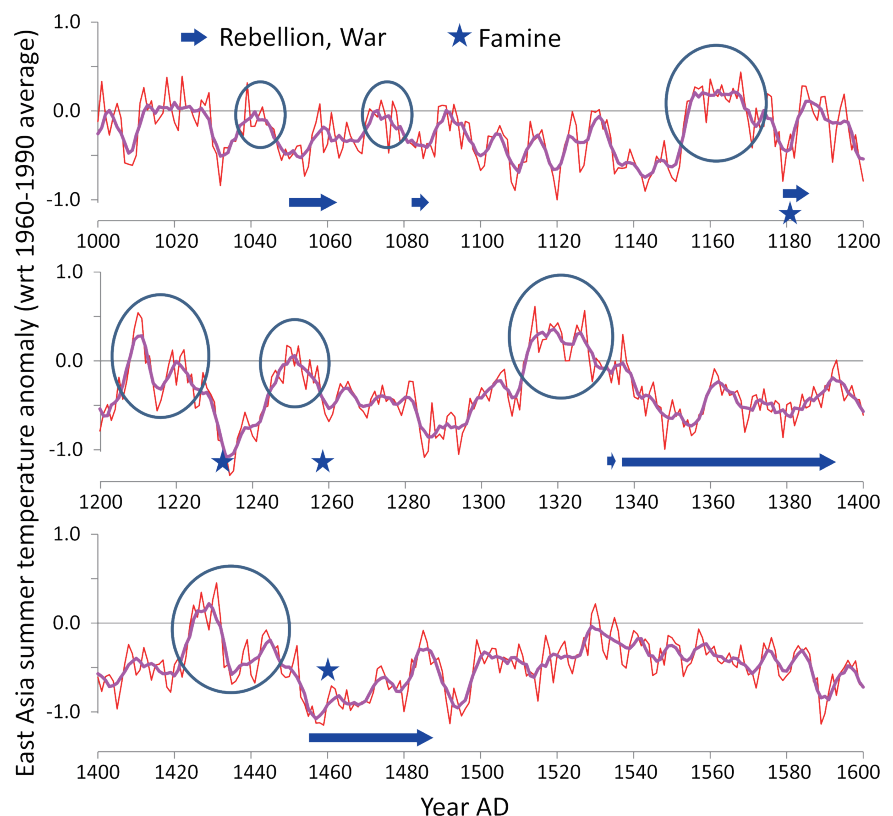 East Asia summer temperature anomaly (wrt 1960-1990 average)
Rebellion, War
Famine
1.0
0.0
-1.0
1000 1020 1040 1060 1080 1100 1120 1140 1160 1180 1200
1.0
0.0
-1.0
1200 1220 1240 1260 1280 1300 1320 1340 1360 1380 1400
1.0
0.0
-1.0
1400 1420 1440 1460 1480 1500 1520 1540 1560 1580 1600
Year AD